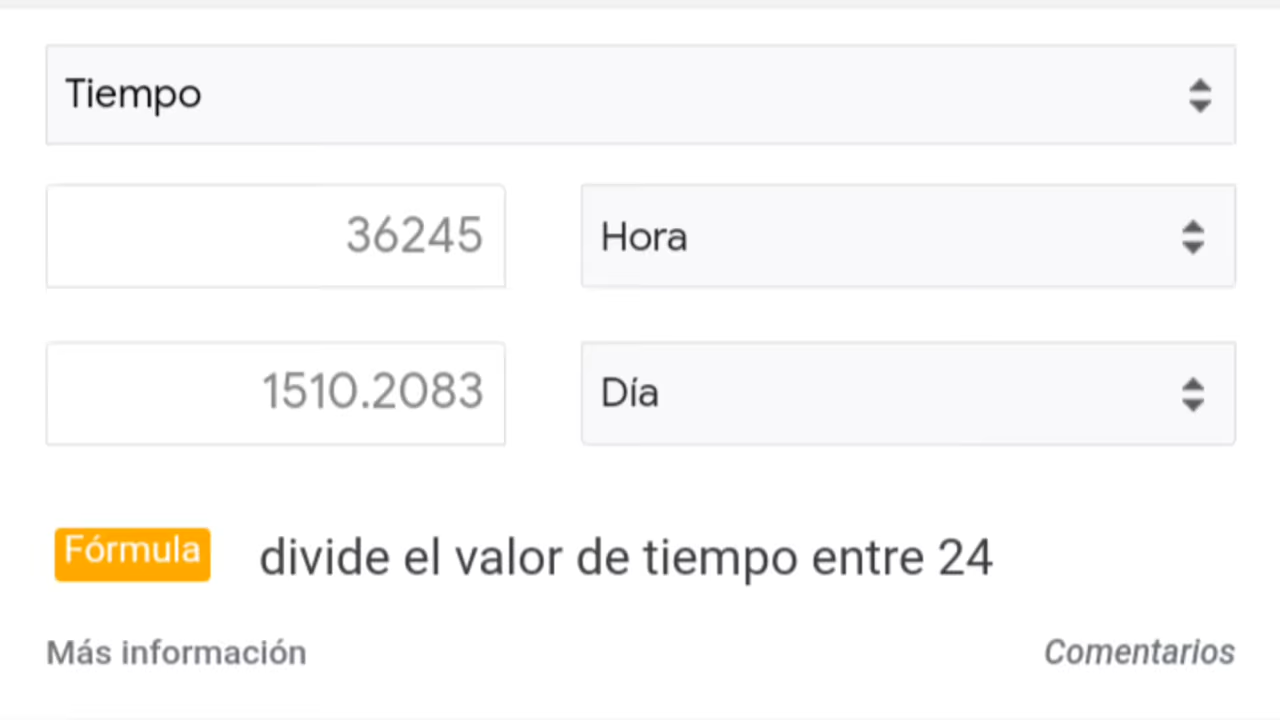 Tiempo
36245 Hora
1510.2083 Día
Fórmula divide el valor de tiempo entre 24
Más información Comentarios